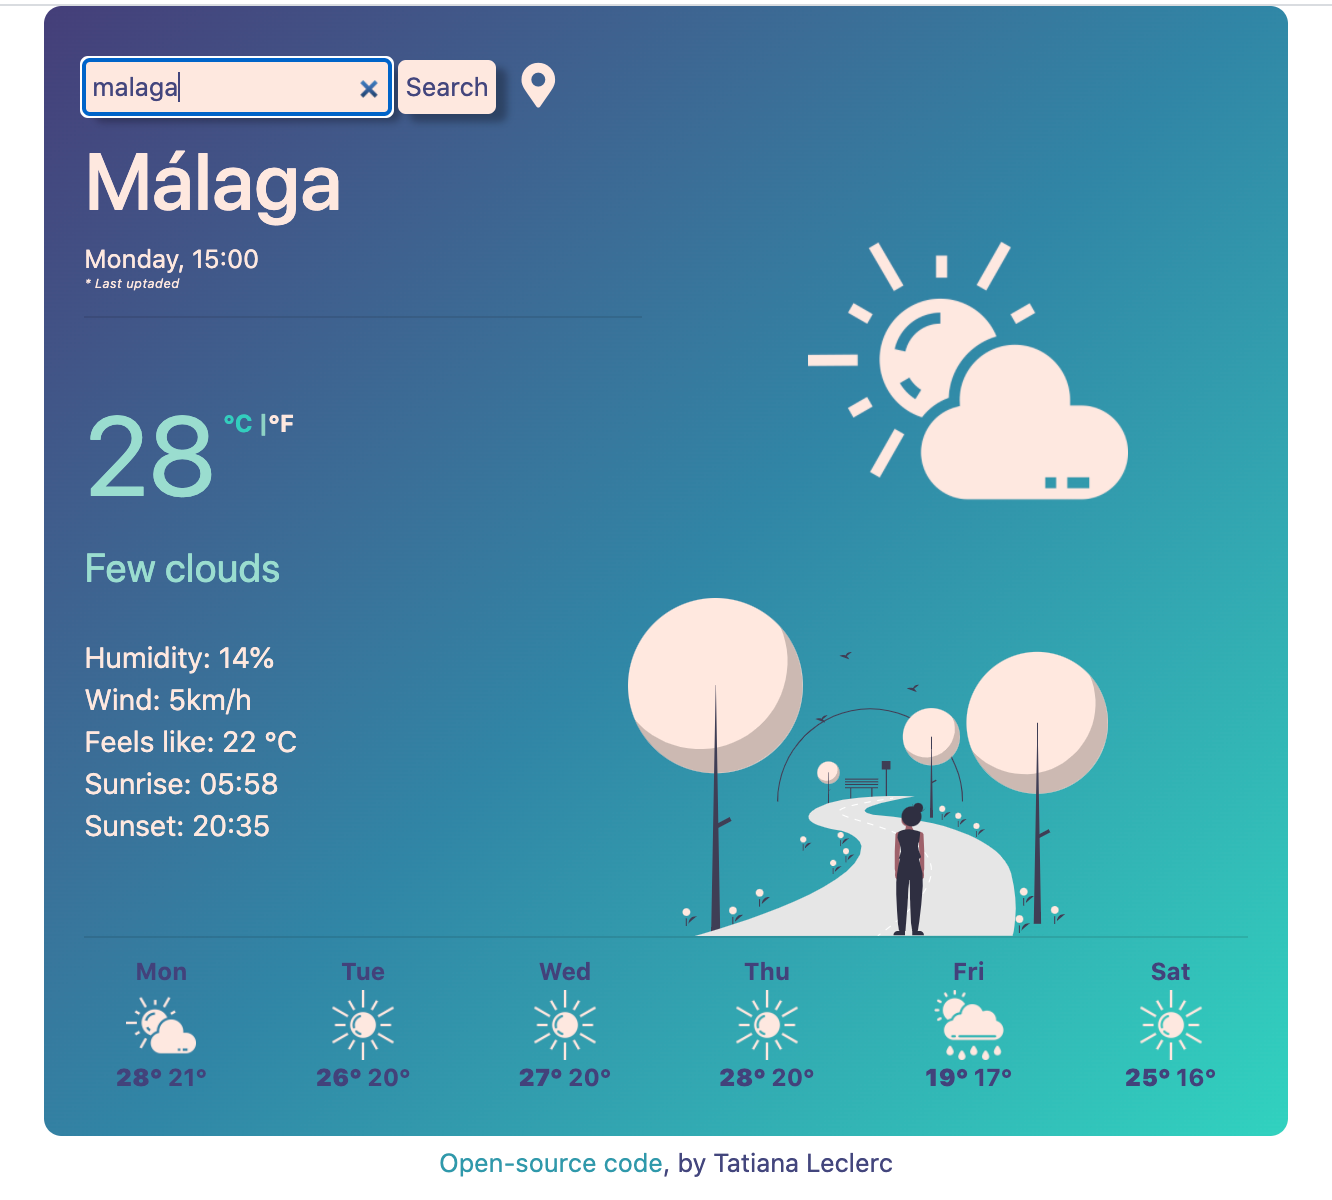 malaga
Search
Málaga
Monday, 15:00
* Last uptaded
28 °C |°F
Few clouds
Humidity: 14%
Wind: 5km/h
Feels like: 22 °C
Sunrise: 05:58
Sunset: 20:35
Mon Tue Wed Thu Fri Sat
28° 21° 26° 20° 27° 20° 28° 20° 19° 17° 25° 16°
Open-source code, by Tatiana Leclerc